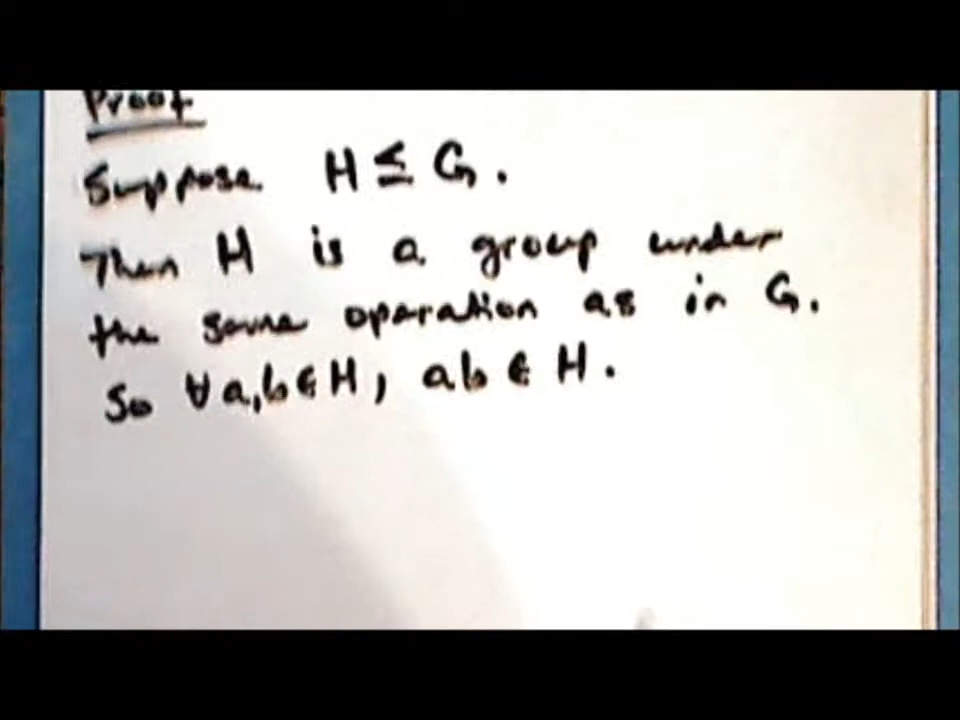 Proof
Suppose H ≤ G.
Then H is a group under
the same operation as in G.
So ∀a,b∈H, ab∈H.